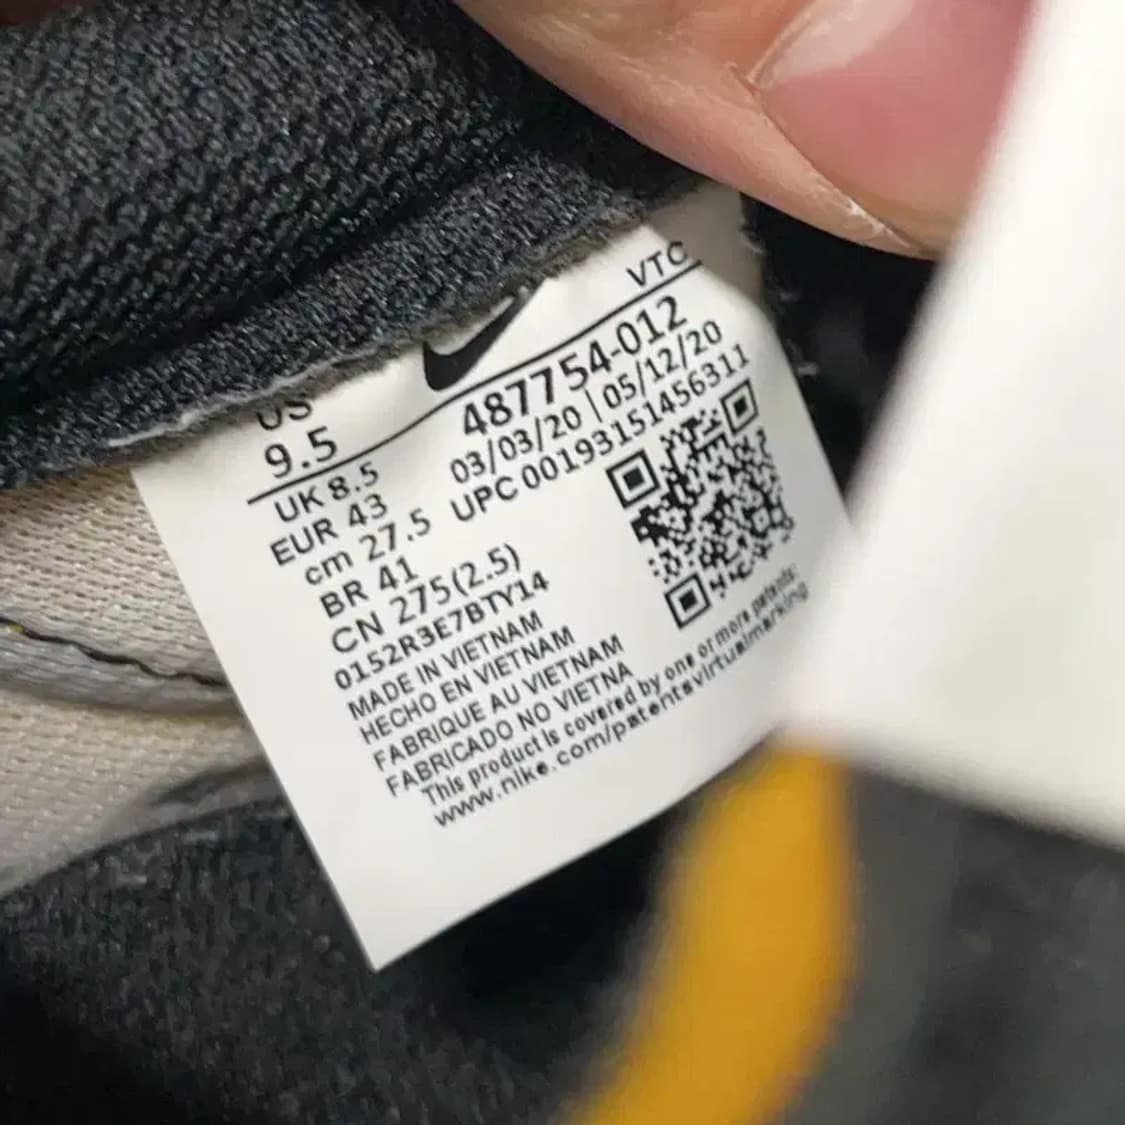 VTC
US
9.5
487754-012
03/03/20 | 05/12/20
UPC 00193151456311
UK 8.5
EUR 43
cm 27.5
BR 41
CN 275(2.5)
0152R3E7BTY14
MADE IN VIETNAM
HECHO EN VIETNAM
FABRIQUE AU VIETNAM
FABRICADO NO VIETNA
This product is covered by one or more patents:
www.nike.com/patentsvirtualmarking